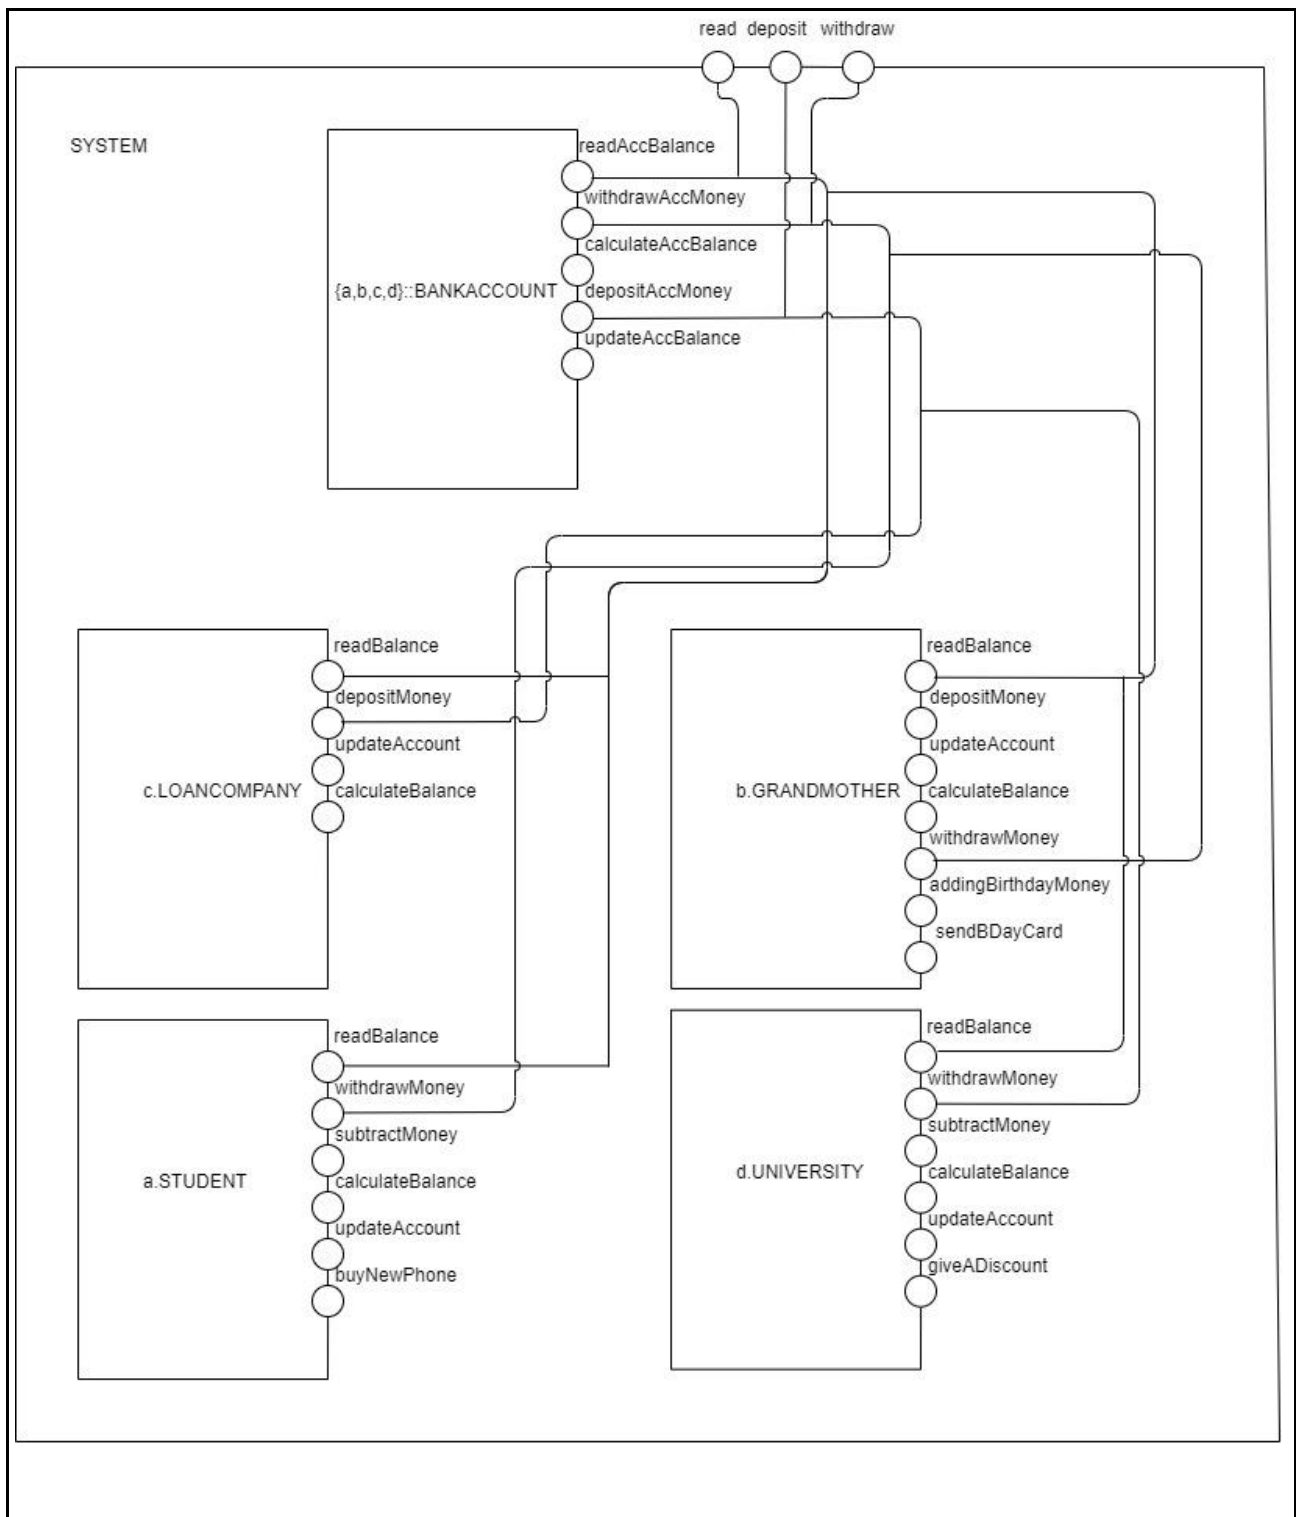 read deposit withdraw
SYSTEM
readAccBalance
withdrawAccMoney
calculateAccBalance
{a,b,c,d}::BANKACCOUNT
depositAccMoney
updateAccBalance
readBalance
depositMoney
updateAccount
c.LOANCOMPANY
calculateBalance
readBalance
depositMoney
updateAccount
b.GRANDMOTHER
calculateBalance
withdrawMoney
addingBirthdayMoney
sendBDayCard
readBalance
withdrawMoney
subtractMoney
a.STUDENT
calculateBalance
updateAccount
buyNewPhone
readBalance
withdrawMoney
subtractMoney
d.UNIVERSITY
calculateBalance
updateAccount
giveADiscount